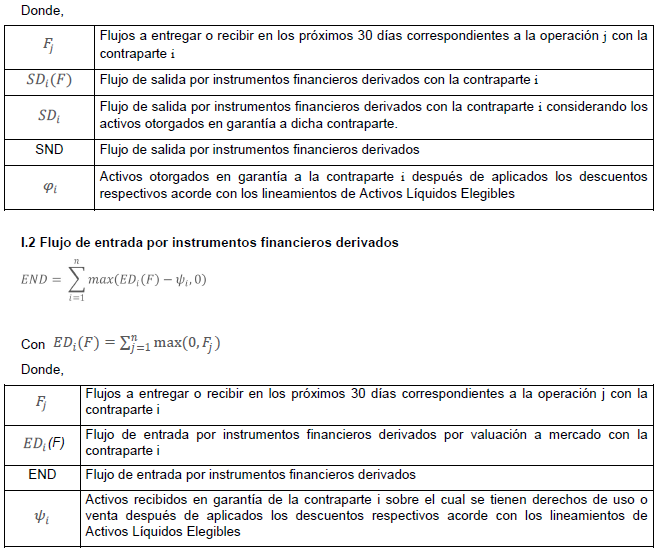 Donde,
F_j Flujos a entregar o recibir en los próximos 30 días correspondientes a la operación j con la
contraparte i
SD_i(F) Flujo de salida por instrumentos financieros derivados con la contraparte i
SD_i Flujo de salida por instrumentos financieros derivados con la contraparte i considerando los
activos otorgados en garantía a dicha contraparte.
SND Flujo de salida por instrumentos financieros derivados
φ_i Activos otorgados en garantía a la contraparte i después de aplicados los descuentos
respectivos acorde con los lineamientos de Activos Líquidos Elegibles
I.2 Flujo de entrada por instrumentos financieros derivados
END = ∑_{i=1}^{n} max(ED_i(F) − ψ_i, 0)
Con ED_i(F) = ∑_{j=1}^{n} max(0, F_j)
Donde,
F_j Flujos a entregar o recibir en los próximos 30 días correspondientes a la operación j con la
contraparte i
ED_i(F) Flujo de entrada por instrumentos financieros derivados por valuación a mercado con la
contraparte i
END Flujo de entrada por instrumentos financieros derivados
ψ_i Activos recibidos en garantía de la contraparte i sobre el cual se tienen derechos de uso o
venta después de aplicados los descuentos respectivos acorde con los lineamientos de
Activos Líquidos Elegibles